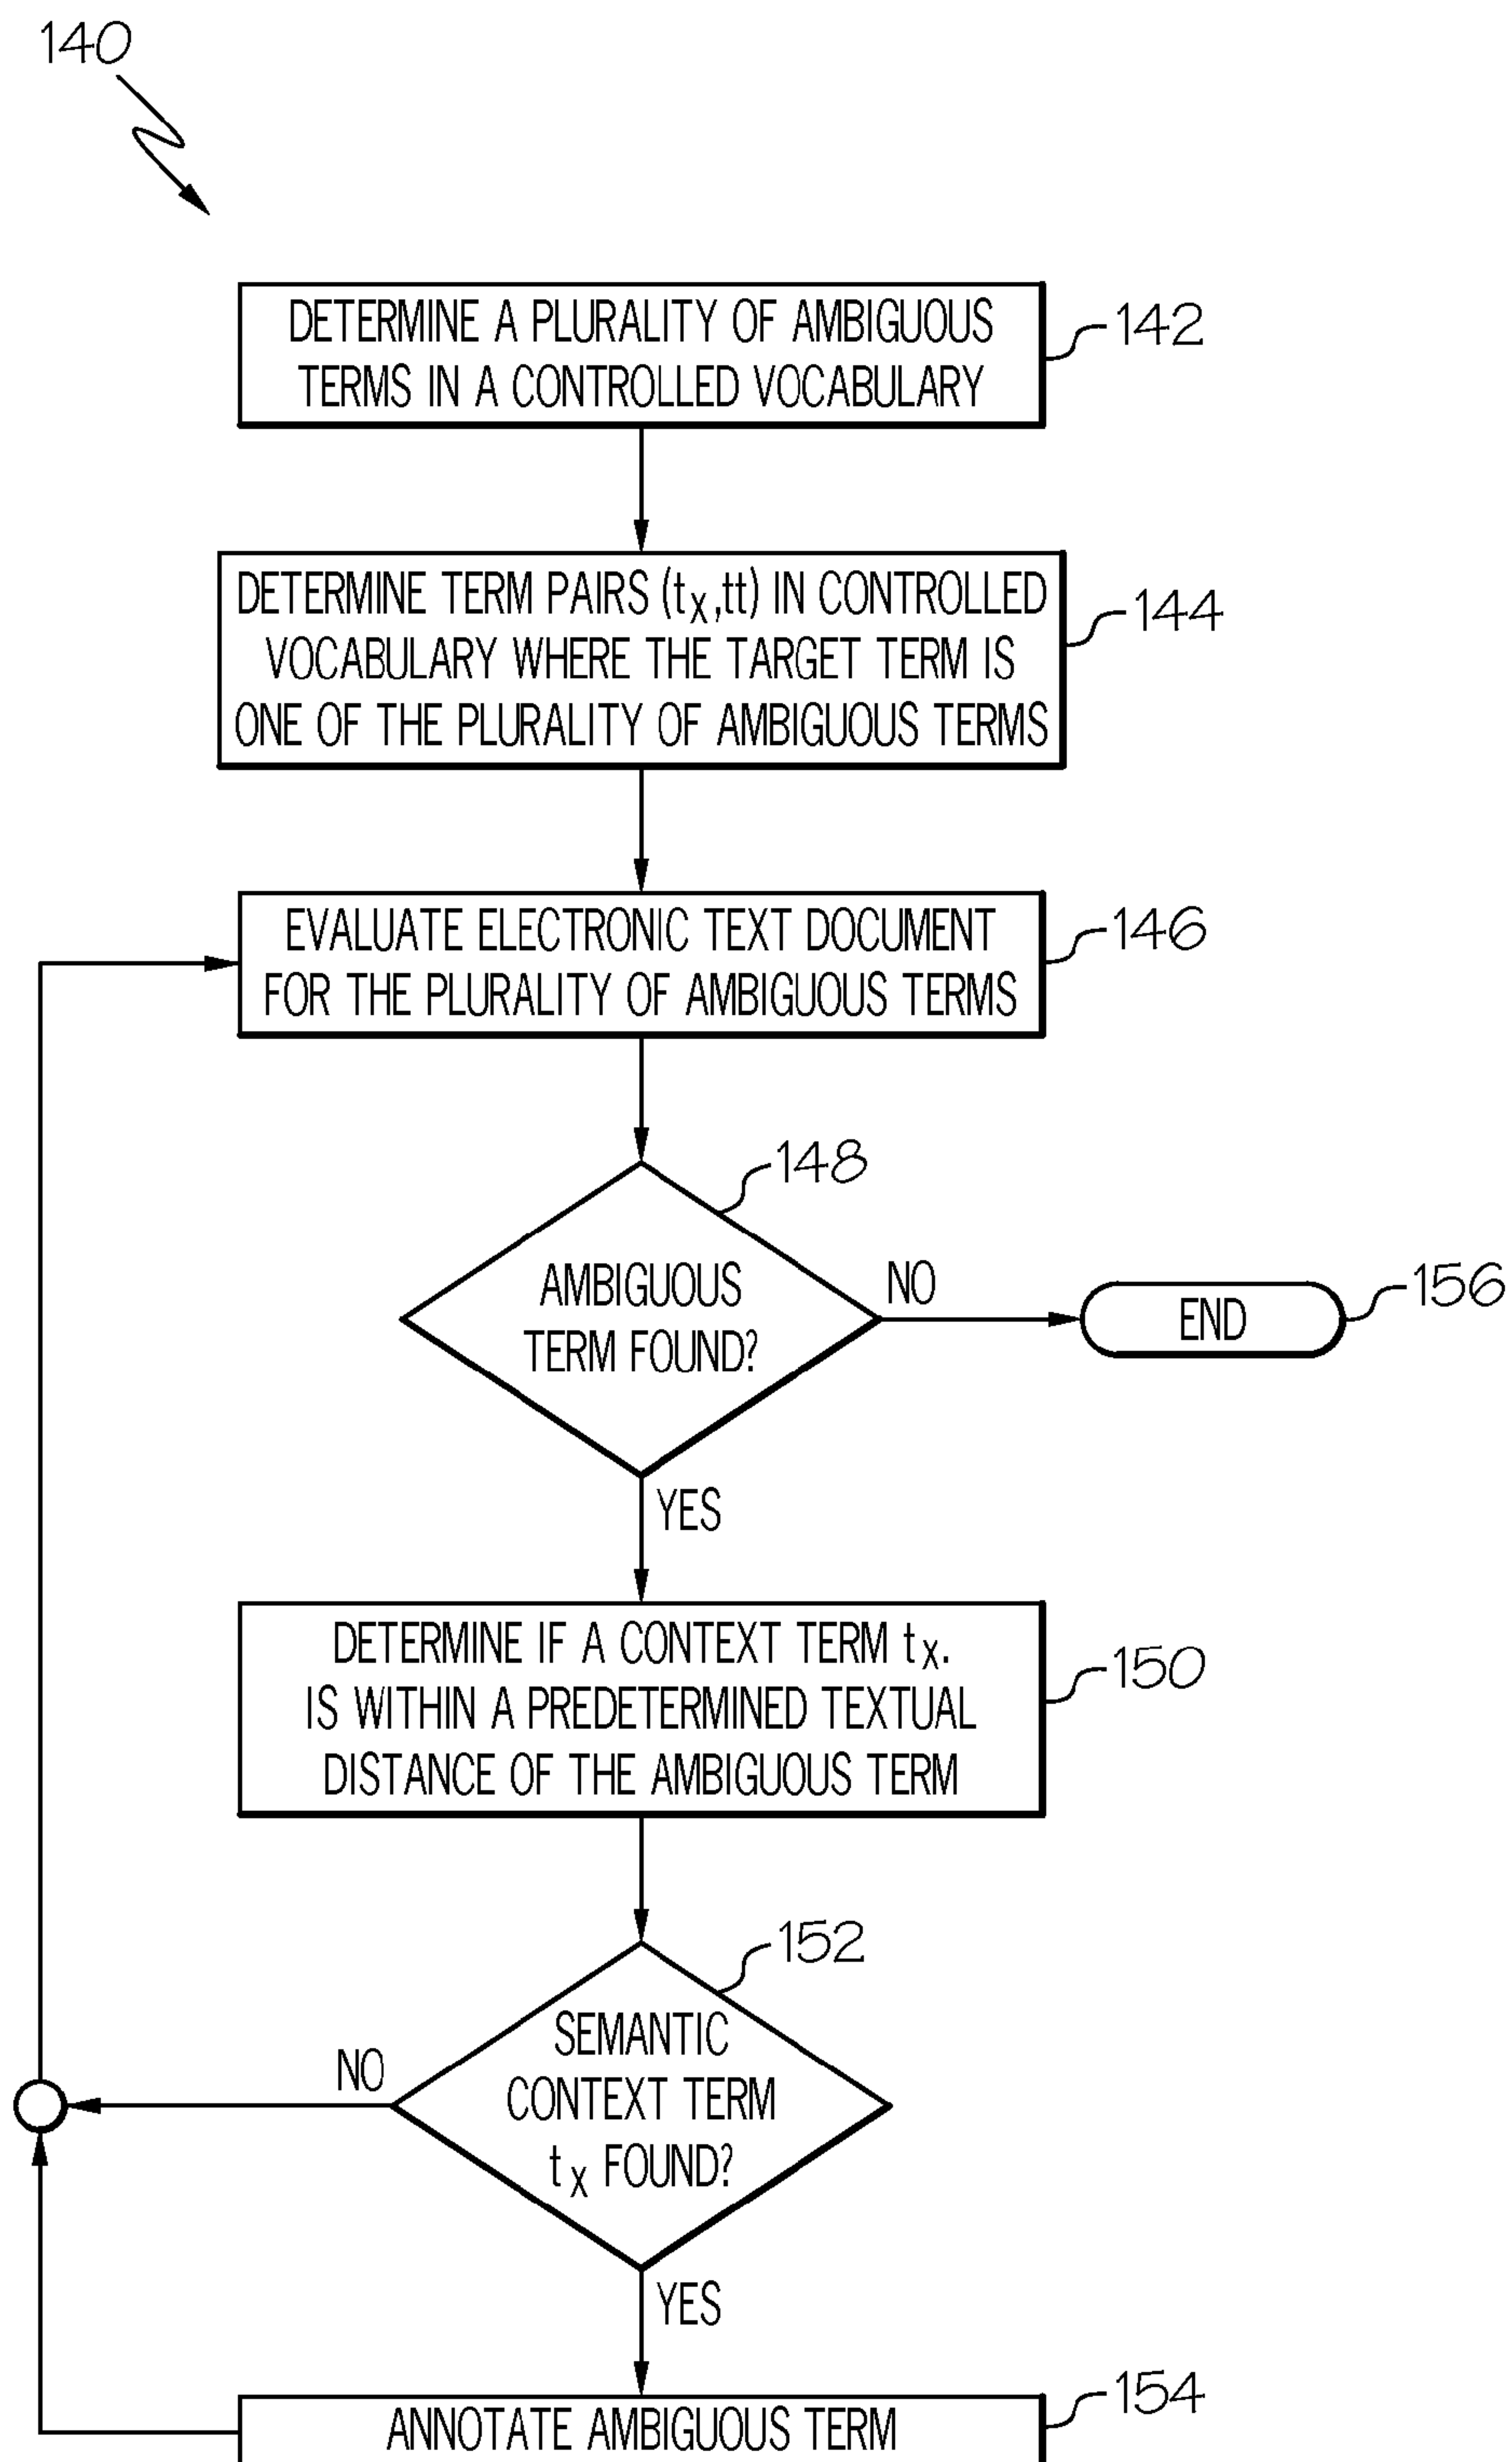 140
DETERMINE A PLURALITY OF AMBIGUOUS
TERMS IN A CONTROLLED VOCABULARY
142
DETERMINE TERM PAIRS (tX,tt) IN CONTROLLED
VOCABULARY WHERE THE TARGET TERM IS
ONE OF THE PLURALITY OF AMBIGUOUS TERMS
144
EVALUATE ELECTRONIC TEXT DOCUMENT
FOR THE PLURALITY OF AMBIGUOUS TERMS
146
148
AMBIGUOUS
TERM FOUND?
NO
END
156
YES
DETERMINE IF A CONTEXT TERM tX.
IS WITHIN A PREDETERMINED TEXTUAL
DISTANCE OF THE AMBIGUOUS TERM
150
152
SEMANTIC
CONTEXT TERM
tX FOUND?
NO
YES
ANNOTATE AMBIGUOUS TERM
154